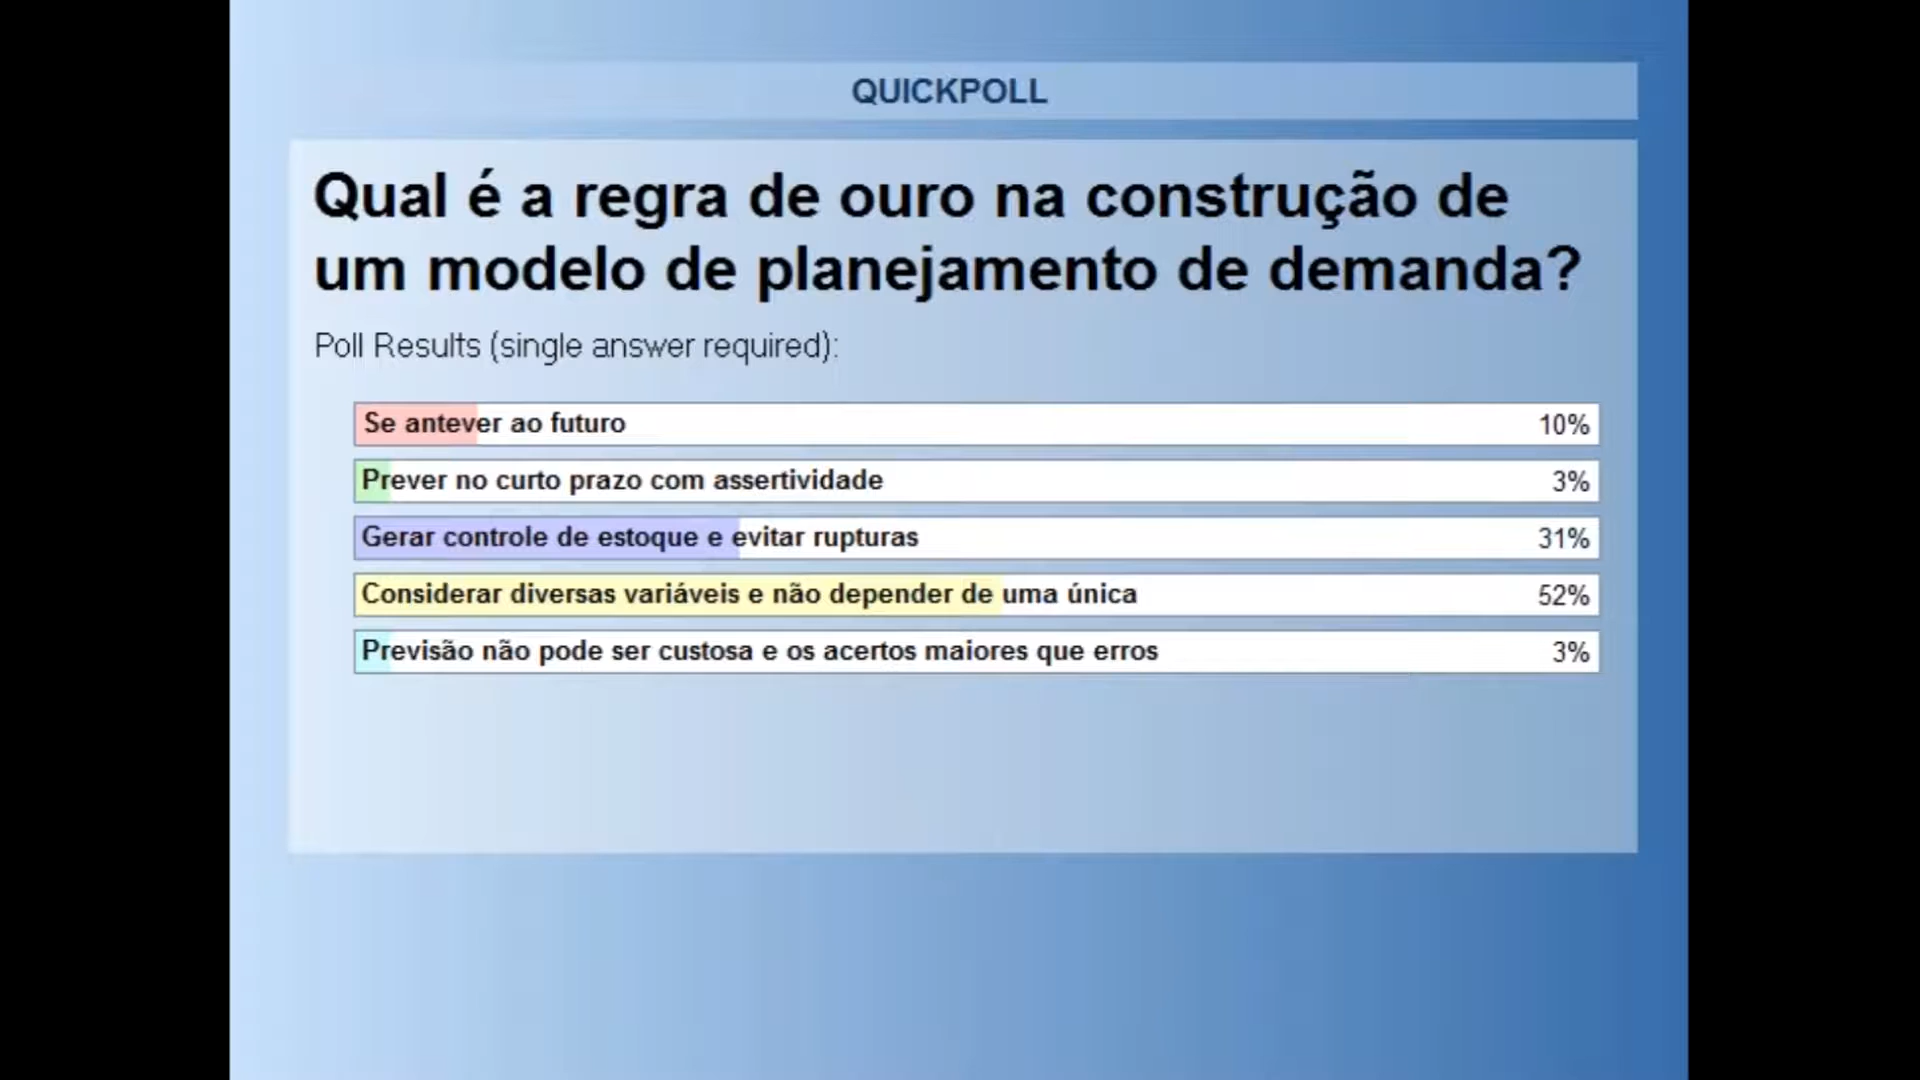 QUICKPOLL
Qual é a regra de ouro na construção de
um modelo de planejamento de demanda?
Poll Results (single answer required):
Se antever ao futuro 10%
Prever no curto prazo com assertividade 3%
Gerar controle de estoque e evitar rupturas 31%
Considerar diversas variáveis e não depender de uma única 52%
Previsão não pode ser custosa e os acertos maiores que erros 3%